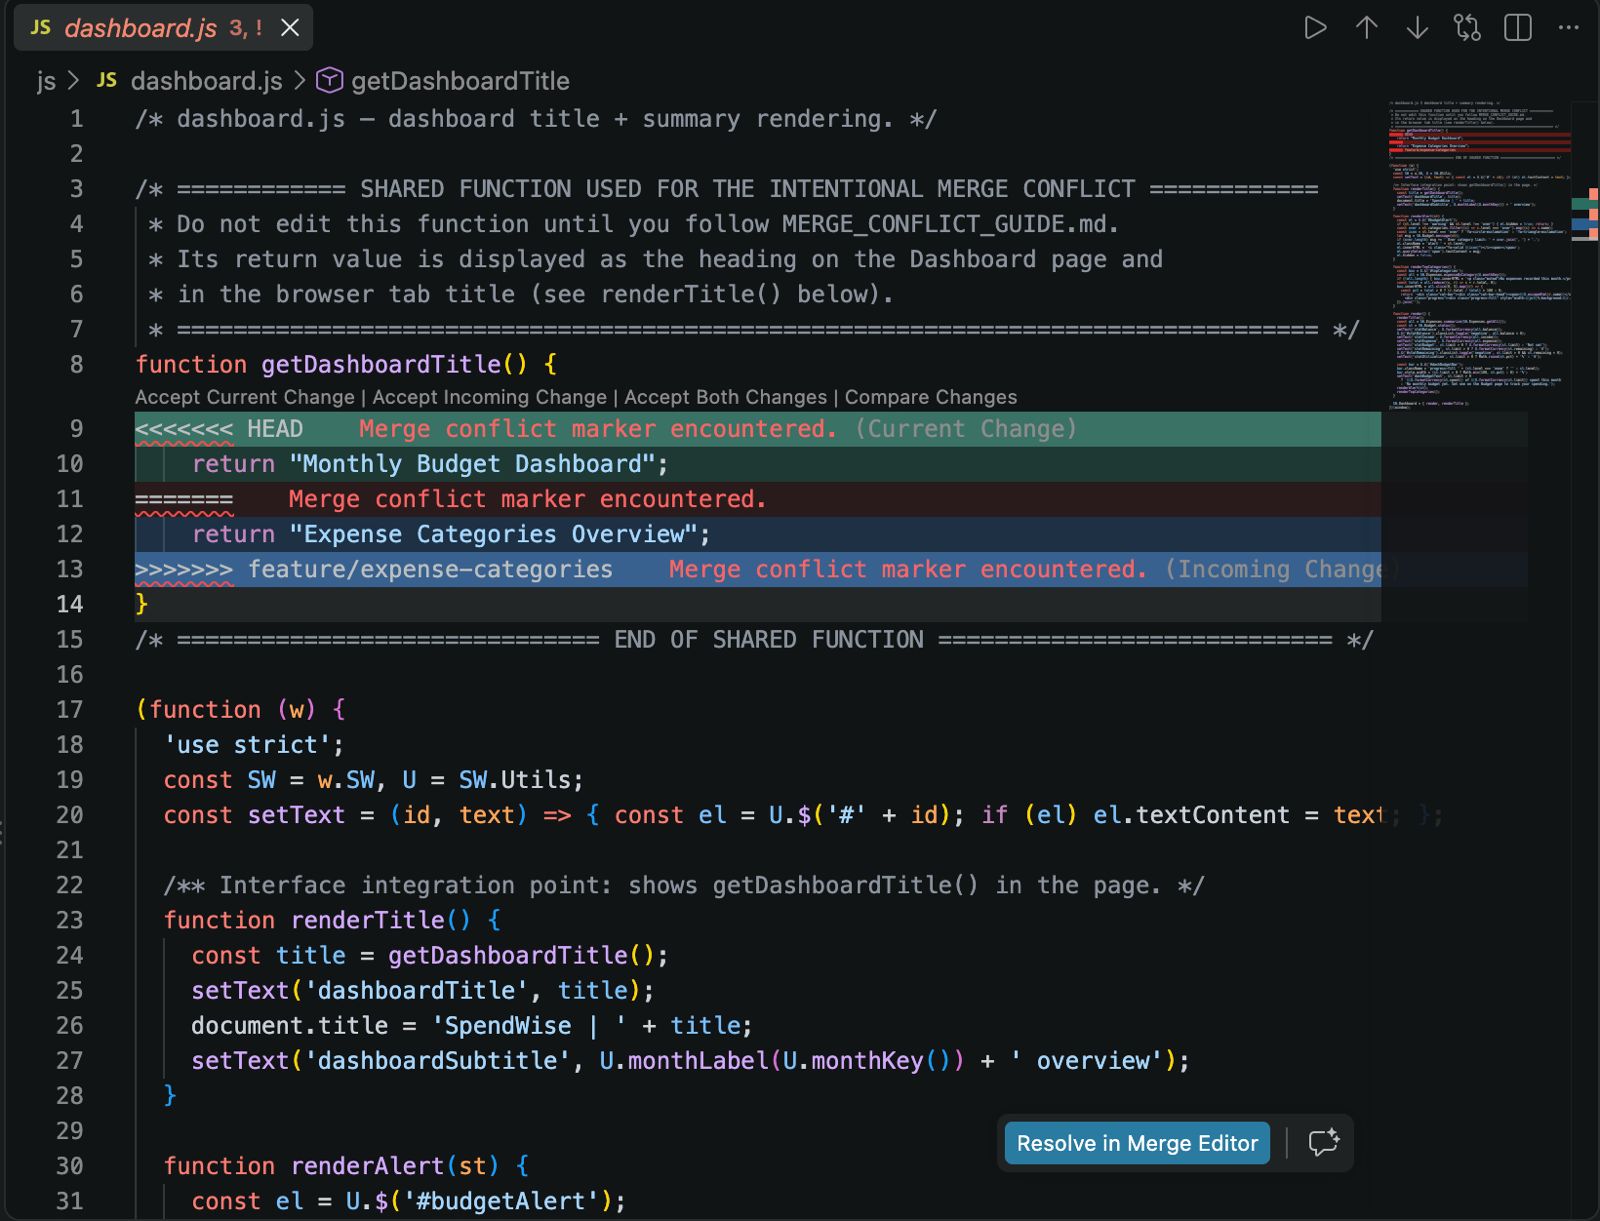 JS dashboard.js 3, !
js > JS dashboard.js > getDashboardTitle
1 /* dashboard.js — dashboard title + summary rendering. */
2
3 /* ============ SHARED FUNCTION USED FOR THE INTENTIONAL MERGE CONFLICT ============
4 * Do not edit this function until you follow MERGE_CONFLICT_GUIDE.md.
5 * Its return value is displayed as the heading on the Dashboard page and
6 * in the browser tab title (see renderTitle() below).
7 * ================================================================================= */
8 function getDashboardTitle() {
Accept Current Change | Accept Incoming Change | Accept Both Changes | Compare Changes
9 <<<<<<< HEAD Merge conflict marker encountered. (Current Change)
10 return "Monthly Budget Dashboard";
11 ======= Merge conflict marker encountered.
12 return "Expense Categories Overview";
13 >>>>>>> feature/expense-categories Merge conflict marker encountered. (Incoming Change)
14 }
15 /* ============================== END OF SHARED FUNCTION ============================ */
16
17 (function (w) {
18 'use strict';
19 const SW = w.SW, U = SW.Utils;
20 const setText = (id, text) => { const el = U.$('#' + id); if (el) el.textContent = text; };
21
22 /** Interface integration point: shows getDashboardTitle() in the page. */
23 function renderTitle() {
24 const title = getDashboardTitle();
25 setText('dashboardTitle', title);
26 document.title = 'SpendWise | ' + title;
27 setText('dashboardSubtitle', U.monthLabel(U.monthKey()) + ' overview');
28 }
29
30 function renderAlert(st) {
31 const el = U.$('#budgetAlert');
Resolve in Merge Editor